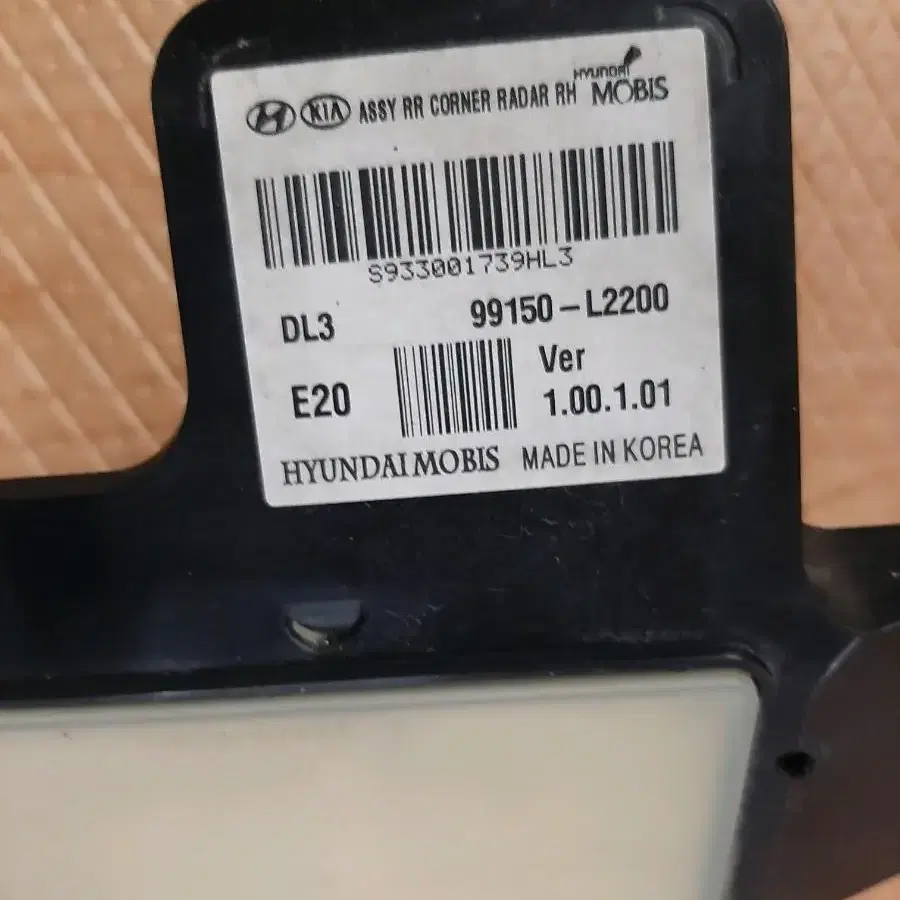 KIA ASSY RR CORNER RADAR RH HYUNDAI MOBIS
S933001739HL3
DL3 99150-L2200
E20 Ver 1.00.1.01
HYUNDAI MOBIS MADE IN KOREA